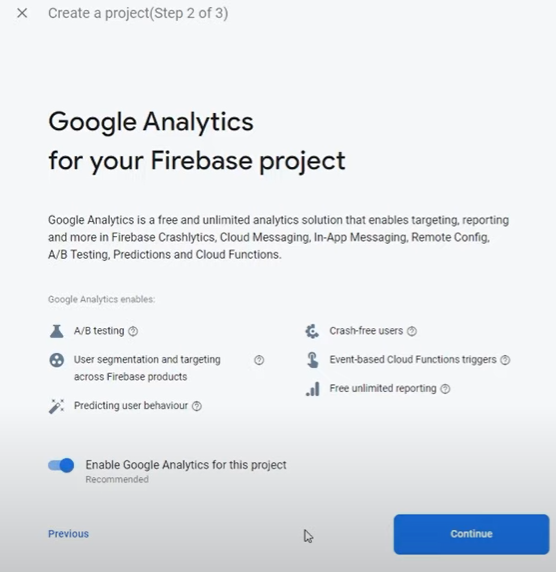 Create a project(Step 2 of 3)
Google Analytics
for your Firebase project
Google Analytics is a free and unlimited analytics solution that enables targeting, reporting
and more in Firebase Crashlytics, Cloud Messaging, In-App Messaging, Remote Config,
A/B Testing, Predictions and Cloud Functions.
Google Analytics enables:
A/B testing
User segmentation and targeting
across Firebase products
Predicting user behaviour
Crash-free users
Event-based Cloud Functions triggers
Free unlimited reporting
Enable Google Analytics for this project
Recommended
Previous
Continue